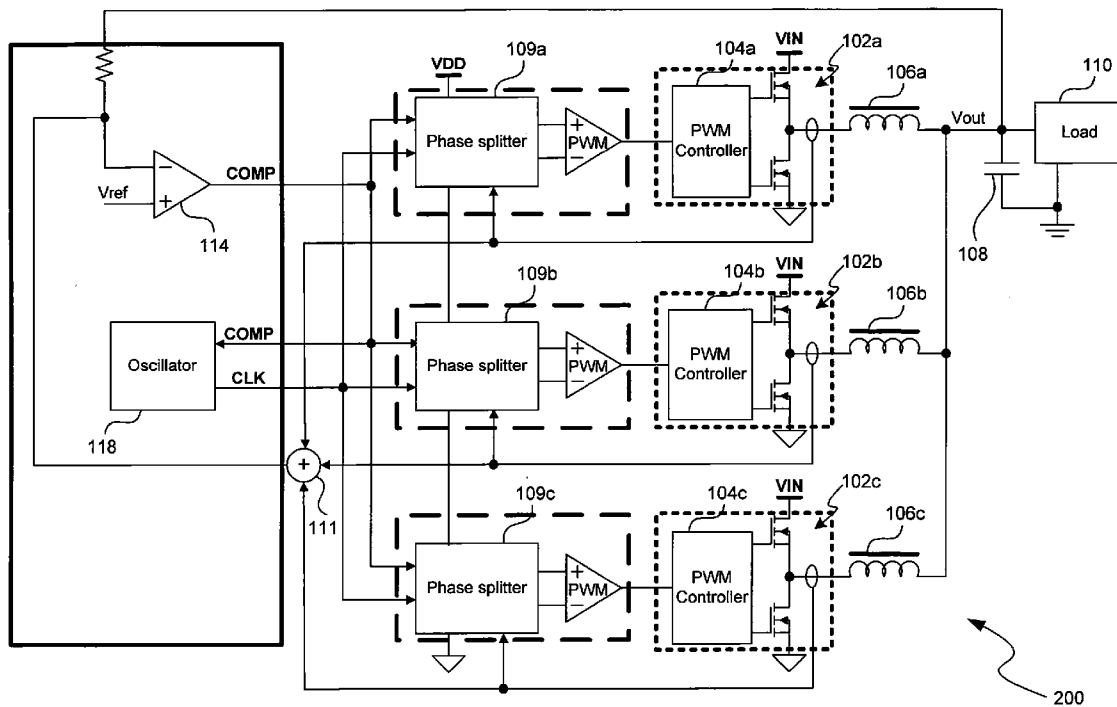 VIN
102a
109a
104a
VDD
106a
110
Phase splitter
+
−
PWM
PWM
Controller
Vout
Load
COMP
−
+
Vref
114
108
VIN
102b
109b
104b
106b
COMP
Oscillator
CLK
Phase splitter
+
−
PWM
PWM
Controller
118
+
111
VIN
102c
109c
104c
106c
Phase splitter
+
−
PWM
PWM
Controller
200